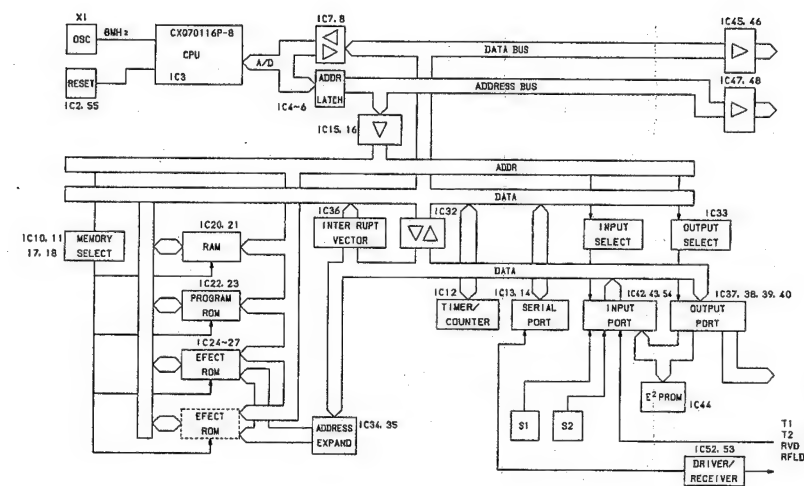 X1
OSC
8MHz
CXQ70116P-8
CPU
IC3
RESET
IC2.55
A/D
IC7.8
ADDR
LATCH
IC4~6
IC15.16
DATA BUS
ADDRESS BUS
IC45.46
IC47.48
ADDR
DATA
IC10.11
17.18
MEMORY
SELECT
IC20.21
RAM
IC22.23
PROGRAM
ROM
IC24~27
EFECT
ROM
EFECT
ROM
IC36
INTER RUPT
VECTOR
IC32
INPUT
SELECT
IC33
OUTPUT
SELECT
DATA
IC12
TIMER/
COUNTER
IC13.14
SERIAL
PORT
IC42.43.54
INPUT
PORT
IC37.38.39.40
OUTPUT
PORT
ADDRESS
EXPAND
IC34.35
S1
S2
E2PROM
IC44
T1
T2
RVD
RFLD
IC52.53
DRIVER/
RECEIVER